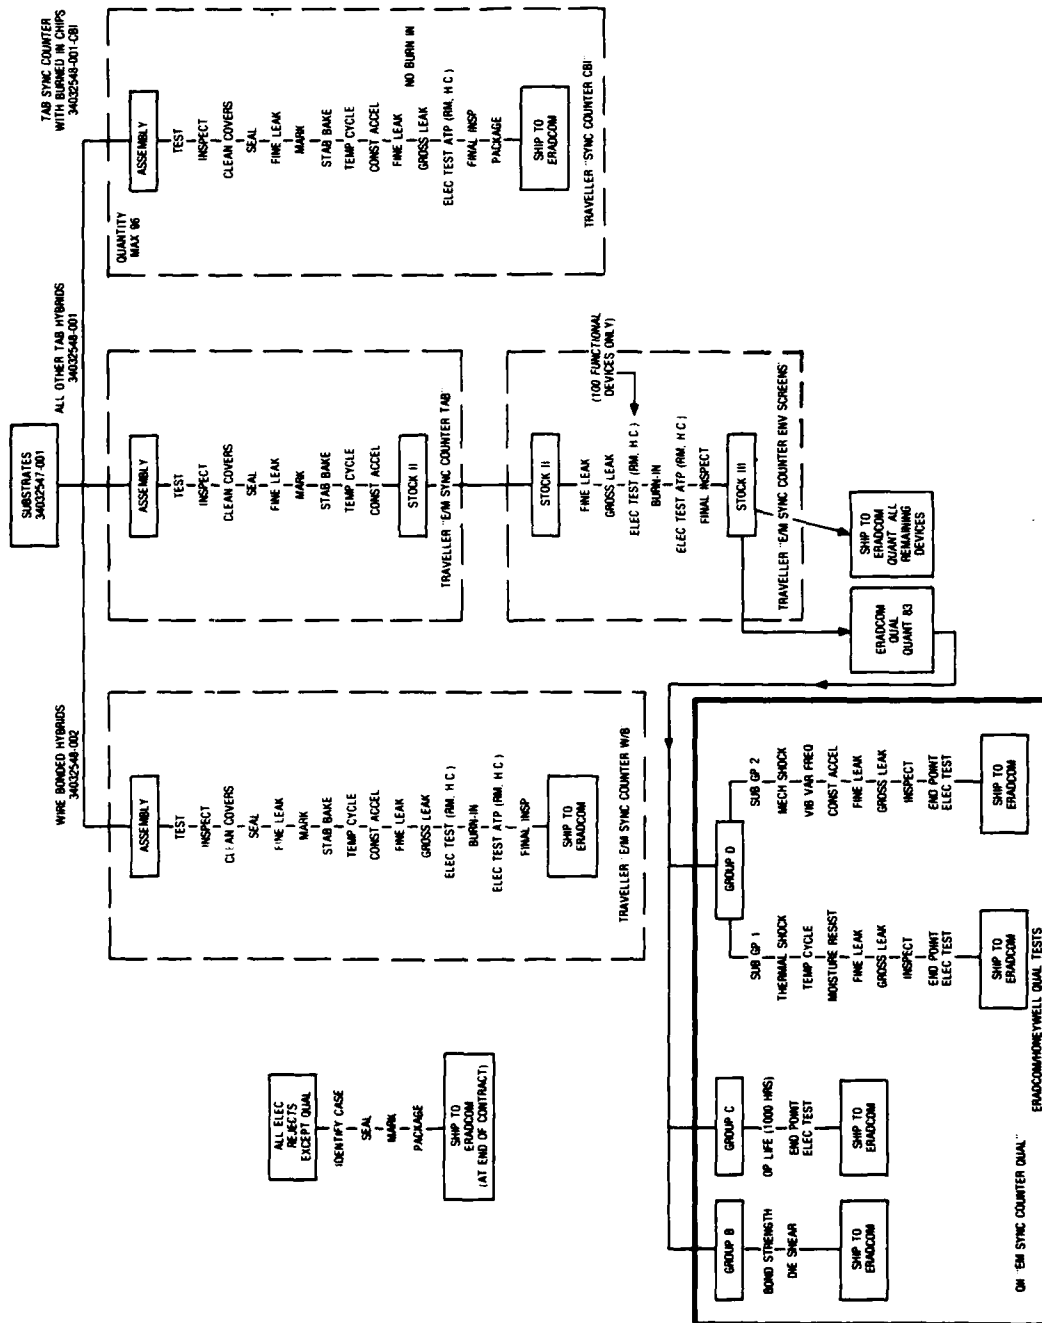 SUBSTRATES
34032547-001
WIRE BONDED HYBRIDS
34032548-002
ALL OTHER TAB HYBRIDS
34032548-001
TAB SYNC COUNTER
WITH BURNED IN CHIPS
34032548-001-CBI
ASSEMBLY
TEST
INSPECT
CLEAN COVERS
SEAL
FINE LEAK
MARK
STAB BAKE
TEMP CYCLE
CONST ACCEL
FINE LEAK
GROSS LEAK
ELEC TEST (RM, H C)
BURN-IN
ELEC TEST ATP (RM, H C)
FINAL INSP
SHIP TO
ERADCOM
TRAVELLER "E/M SYNC COUNTER W/B
ASSEMBLY
TEST
INSPECT
CLEAN COVERS
SEAL
FINE LEAK
MARK
STAB BAKE
TEMP CYCLE
CONST ACCEL
STOCK II
TRAVELLER "E/M SYNC COUNTER TAB"
QUANTITY
MAX 96
ASSEMBLY
TEST
INSPECT
CLEAN COVERS
SEAL
FINE LEAK
MARK
STAB BAKE
TEMP CYCLE
CONST ACCEL
FINE LEAK
NO BURN IN
GROSS LEAK
ELEC TEST ATP (RM, H C)
FINAL INSP
PACKAGE
SHIP TO
ERADCOM
TRAVELLER "SYNC COUNTER CBI"
STOCK II
FINE LEAK
GROSS LEAK
(100 FUNCTIONAL
DEVICES ONLY)
ELEC TEST (RM, H C)
BURN-IN
ELEC TEST ATP (RM, H C)
FINAL INSPECT
STOCK III
TRAVELLER "E/M SYNC COUNTER ENV SCREENS"
ERADCOM
QUAL
QUANT 83
SHIP TO
ERADCOM
QUANT ALL
REMAINING
DEVICES
ALL ELEC
REJECTS
EXCEPT QUAL
IDENTIFY CASE
SEAL
MARK
PACKAGE
SHIP TO
ERADCOM
(AT END OF CONTRACT)
GROUP B
BOND STRENGTH
DIE SHEAR
SHIP TO
ERADCOM
GROUP C
OP LIFE (1000 HRS)
END POINT
ELEC TEST
SHIP TO
ERADCOM
GROUP D
SUB GP 1
THERMAL SHOCK
TEMP CYCLE
MOISTURE RESIST
FINE LEAK
GROSS LEAK
INSPECT
END POINT
ELEC TEST
SHIP TO
ERADCOM
SUB GP 2
MECH SHOCK
VIB VAR FREQ
CONST ACCEL
FINE LEAK
GROSS LEAK
INSPECT
END POINT
ELEC TEST
SHIP TO
ERADCOM
ON "EM SYNC COUNTER QUAL"
ERADCOM/HONEYWELL QUAL TESTS